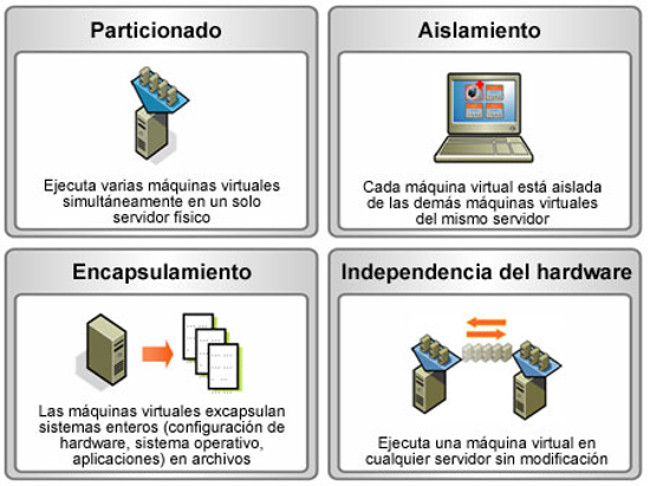 Particionado
Ejecuta varias máquinas virtuales
simultáneamente en un solo
servidor físico
Aislamiento
Cada máquina virtual está aislada
de las demás máquinas virtuales
del mismo servidor
Encapsulamiento
Las máquinas virtuales excapsulan
sistemas enteros (configuración de
hardware, sistema operativo,
aplicaciones) en archivos
Independencia del hardware
Ejecuta una máquina virtual en
cualquier servidor sin modificación